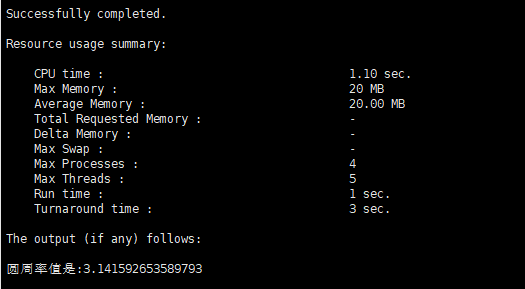 Successfully completed.
Resource usage summary:
CPU time : 1.10 sec.
Max Memory : 20 MB
Average Memory : 20.00 MB
Total Requested Memory : -
Delta Memory : -
Max Swap : -
Max Processes : 4
Max Threads : 5
Run time : 1 sec.
Turnaround time : 3 sec.
The output (if any) follows:
圆周率值是:3.141592653589793